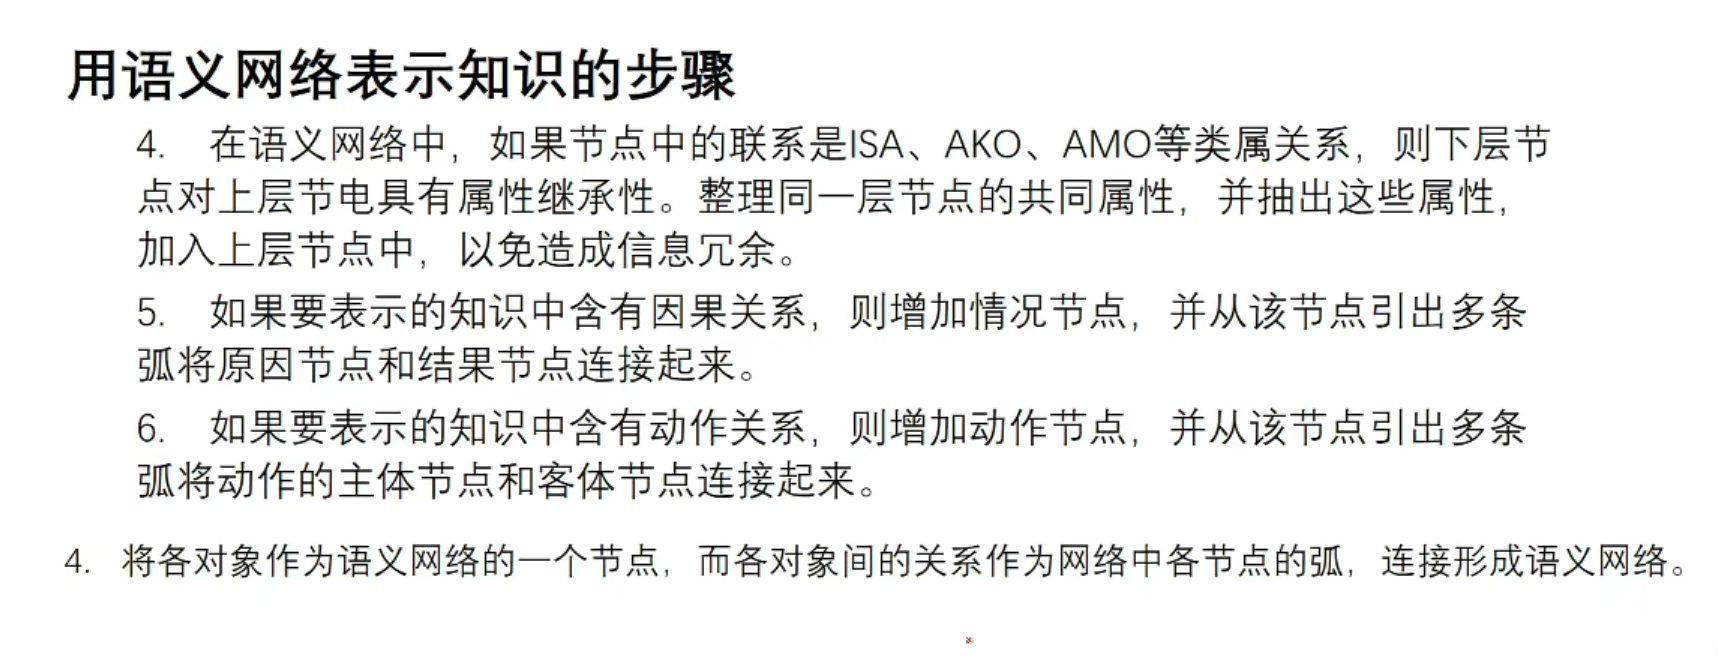 用语义网络表示知识的步骤
4. 在语义网络中，如果节点中的联系是ISA、AKO、AMO等类属关系，则下层节
点对上层节电具有属性继承性。整理同一层节点的共同属性，并抽出这些属性，
加入上层节点中，以免造成信息冗余。
5. 如果要表示的知识中含有因果关系，则增加情况节点，并从该节点引出多条
弧将原因节点和结果节点连接起来。
6. 如果要表示的知识中含有动作关系，则增加动作节点，并从该节点引出多条
弧将动作的主体节点和客体节点连接起来。
4. 将各对象作为语义网络的一个节点，而各对象间的关系作为网络中各节点的弧，连接形成语义网络。